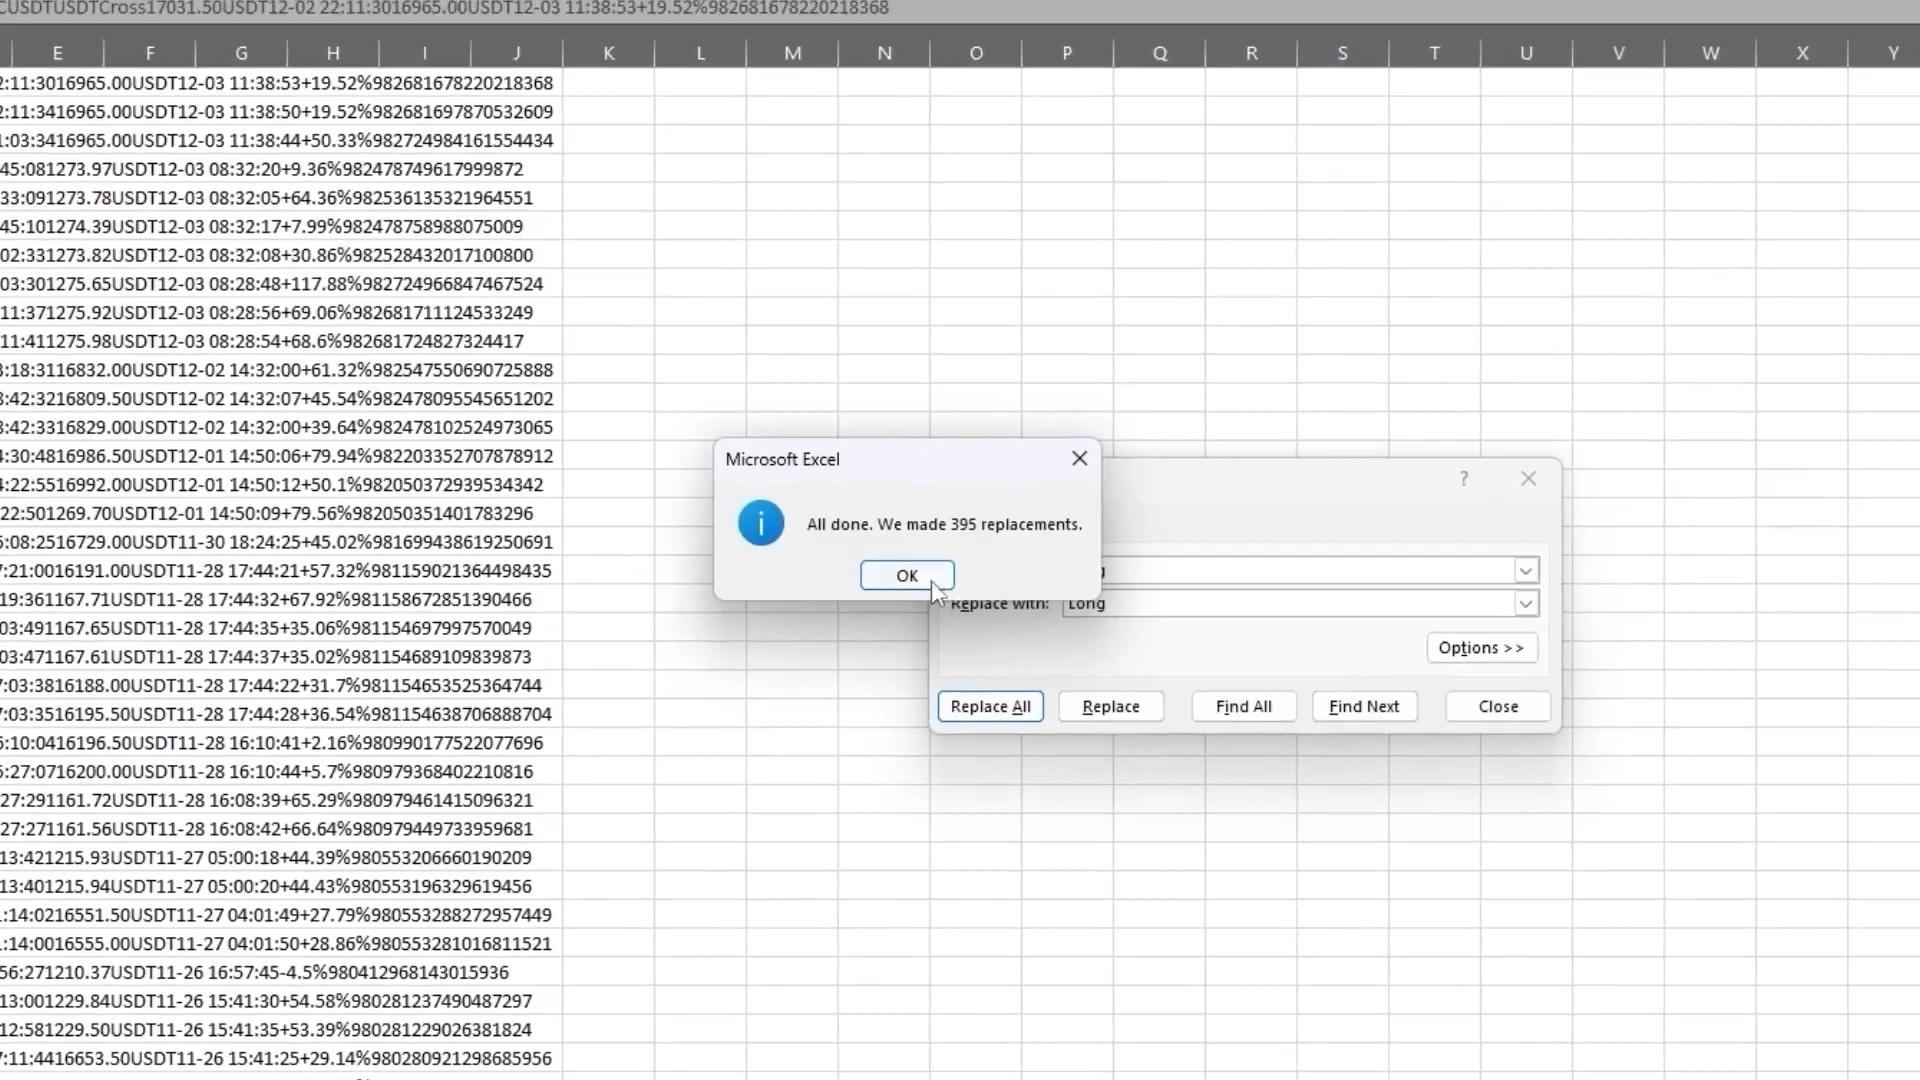 CUSDTUSDTCross17031.50USDT12-02 22:11:3016965.00USDT12-03 11:38:53+19.52%982681678220218368
E F G H I J K L M N O P Q R S T U V W X Y
2:11:3016965.00USDT12-03 11:38:53+19.52%982681678220218368
2:11:3416965.00USDT12-03 11:38:50+19.52%982681697870532609
1:03:3416965.00USDT12-03 11:38:44+50.33%982724984161554434
45:081273.97USDT12-03 08:32:20+9.36%982478749617999872
33:091273.78USDT12-03 08:32:05+64.36%982536135321964551
45:101274.39USDT12-03 08:32:17+7.99%982478758988075009
02:331273.82USDT12-03 08:32:08+30.86%982528432017100800
03:301275.65USDT12-03 08:28:48+117.88%982724966847467524
11:371275.92USDT12-03 08:28:56+69.06%982681711124533249
11:411275.98USDT12-03 08:28:54+68.6%982681724827324417
3:18:3116832.00USDT12-02 14:32:00+61.32%982547550690725888
8:42:3216809.50USDT12-02 14:32:07+45.54%982478095545651202
8:42:3316829.00USDT12-02 14:32:00+39.64%982478102524973065
4:30:4816986.50USDT12-01 14:50:06+79.94%982203352707878912
4:22:5516992.00USDT12-01 14:50:12+50.1%982050372939534342
22:501269.70USDT12-01 14:50:09+79.56%982050351401783296
5:08:2516729.00USDT11-30 18:24:25+45.02%981699438619250691
7:21:0016191.00USDT11-28 17:44:21+57.32%981159021364498435
19:361167.71USDT11-28 17:44:32+67.92%981158672851390466
03:491167.65USDT11-28 17:44:35+35.06%981154697997570049
03:471167.61USDT11-28 17:44:37+35.02%981154689109839873
7:03:3816188.00USDT11-28 17:44:22+31.7%981154653525364744
7:03:3516195.50USDT11-28 17:44:28+36.54%981154638706888704
5:10:0416196.50USDT11-28 16:10:41+2.16%980990177522077696
5:27:0716200.00USDT11-28 16:10:44+5.7%980979368402210816
27:291161.72USDT11-28 16:08:39+65.29%980979461415096321
27:271161.56USDT11-28 16:08:42+66.64%980979449733959681
13:421215.93USDT11-27 05:00:18+44.39%980553206660190209
13:401215.94USDT11-27 05:00:20+44.43%980553196329619456
:14:0216551.50USDT11-27 04:01:49+27.79%980553288272957449
:14:0016555.00USDT11-27 04:01:50+28.86%980553281016811521
56:271210.37USDT11-26 16:57:45-4.5%980412968143015936
13:001229.84USDT11-26 15:41:30+54.58%980281237490487297
12:581229.50USDT11-26 15:41:35+53.39%980281229026381824
7:11:4416653.50USDT11-26 15:41:25+29.14%980280921298685956
Microsoft Excel
All done. We made 395 replacements.
OK
?
Replace with: Long
Options >>
Replace All Replace Find All Find Next Close